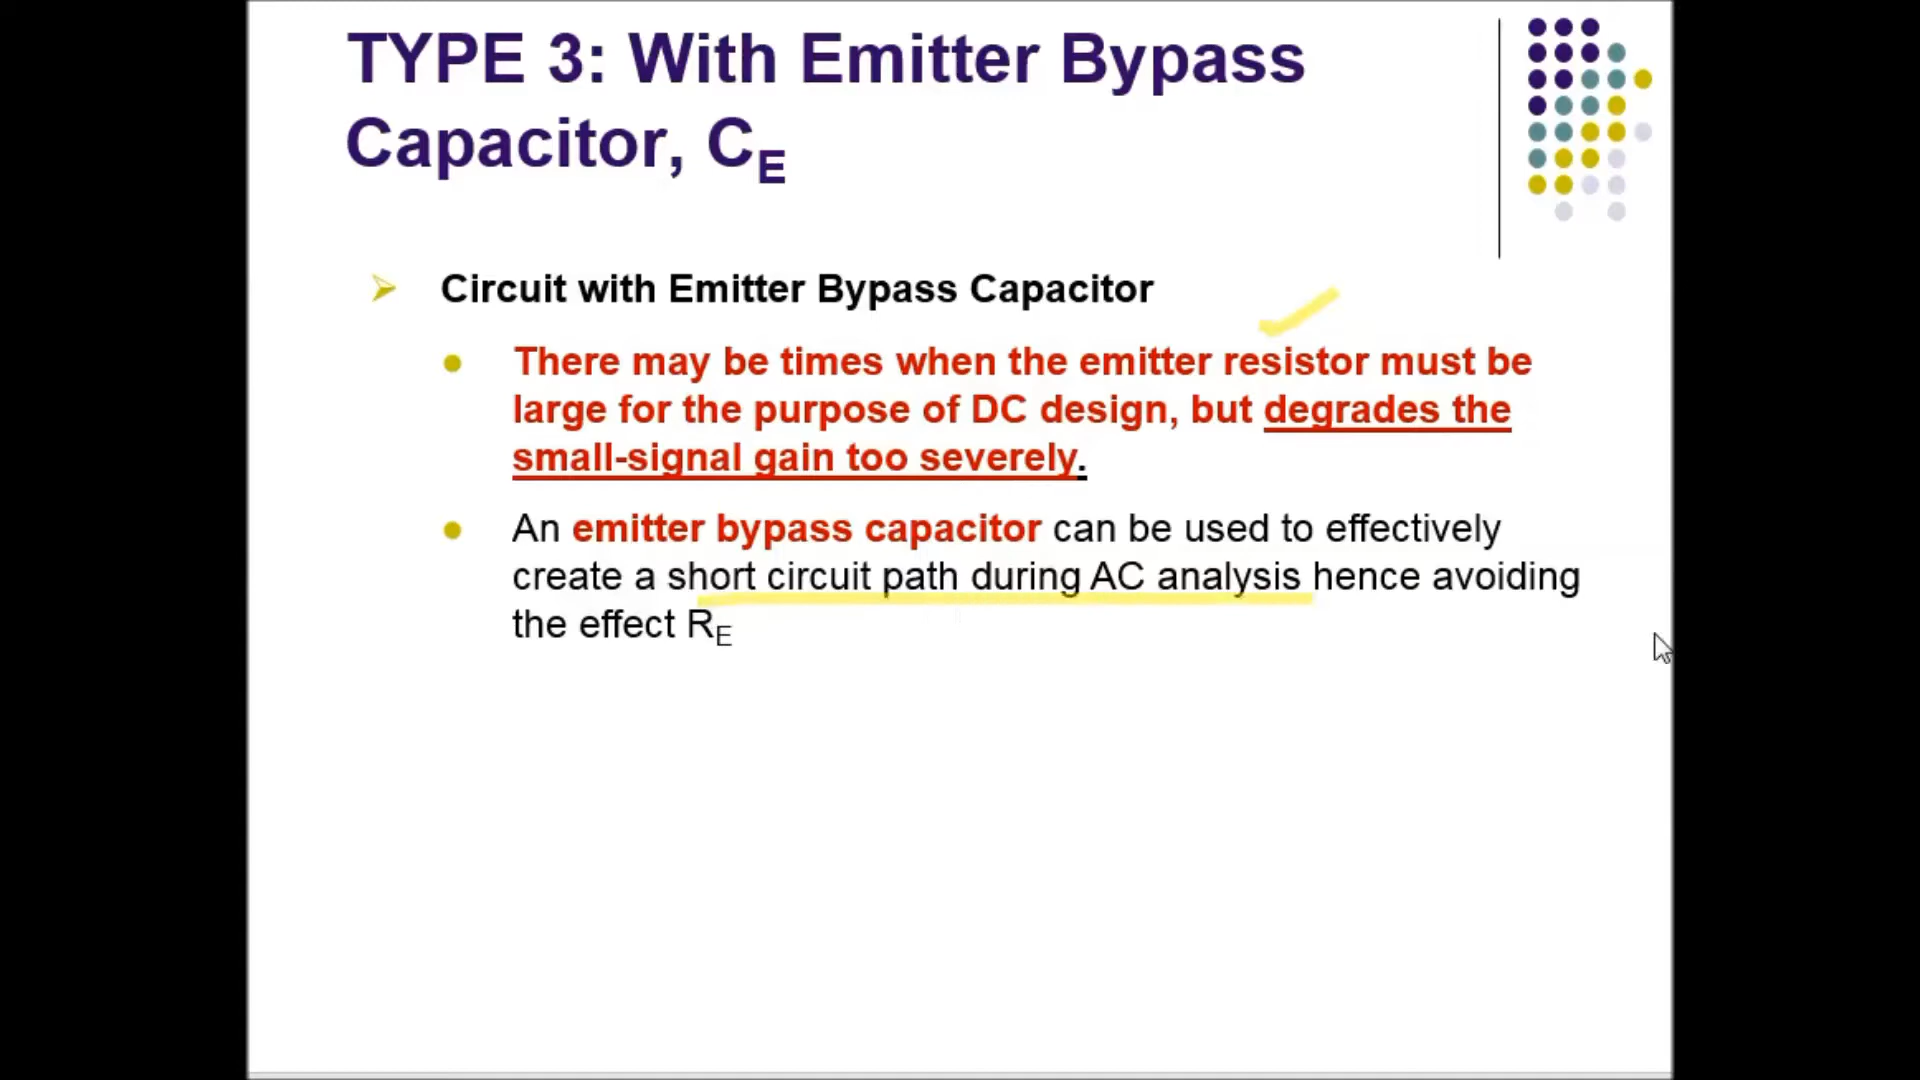 TYPE 3: With Emitter Bypass
Capacitor, CE
Circuit with Emitter Bypass Capacitor
There may be times when the emitter resistor must be
large for the purpose of DC design, but degrades the
small-signal gain too severely.
An emitter bypass capacitor can be used to effectively
create a short circuit path during AC analysis hence avoiding
the effect RE